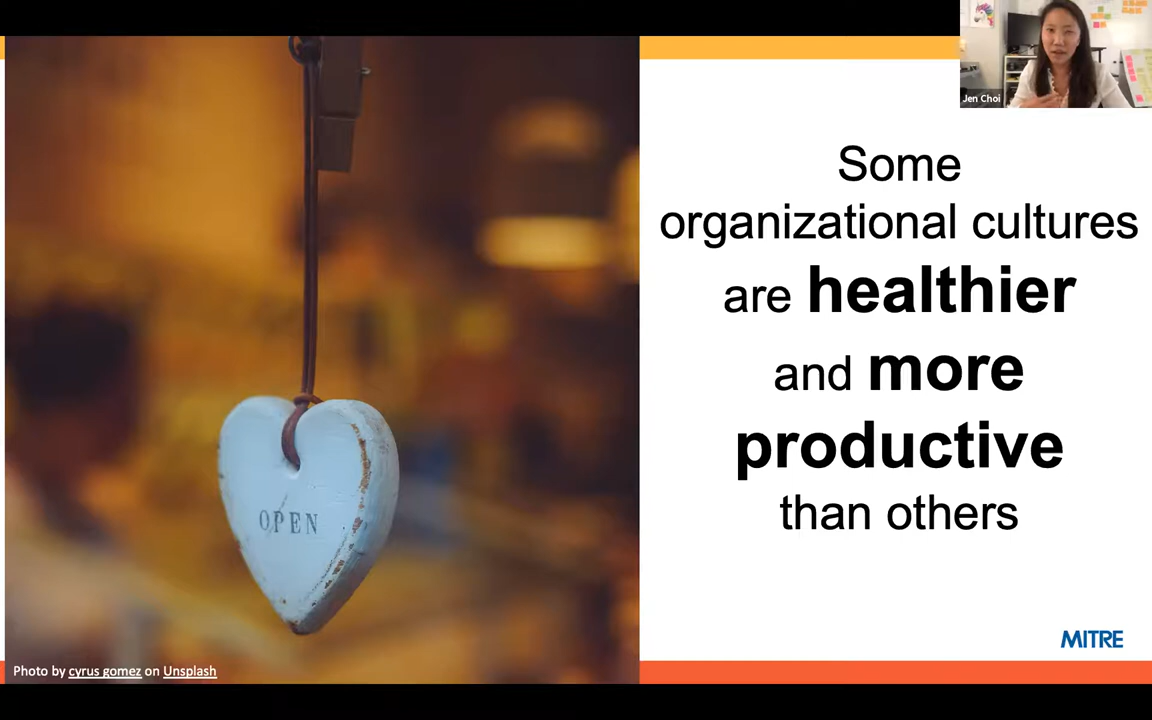 Jen Choi
Some
organizational cultures
are healthier
and more
productive
than others
OPEN
MITRE
Photo by cyrus gomez on Unsplash